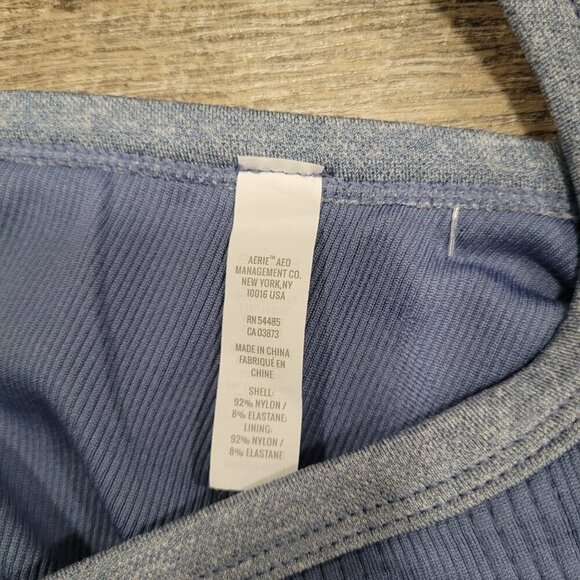 AERIE™ AEO
MANAGEMENT CO.
NEW YORK,NY
10016 USA
RN 54485
CA 03873
MADE IN CHINA
FABRIQUÉ EN
CHINE
SHELL:
92% NYLON /
8% ELASTANE;
LINING:
92% NYLON /
8% ELASTANE